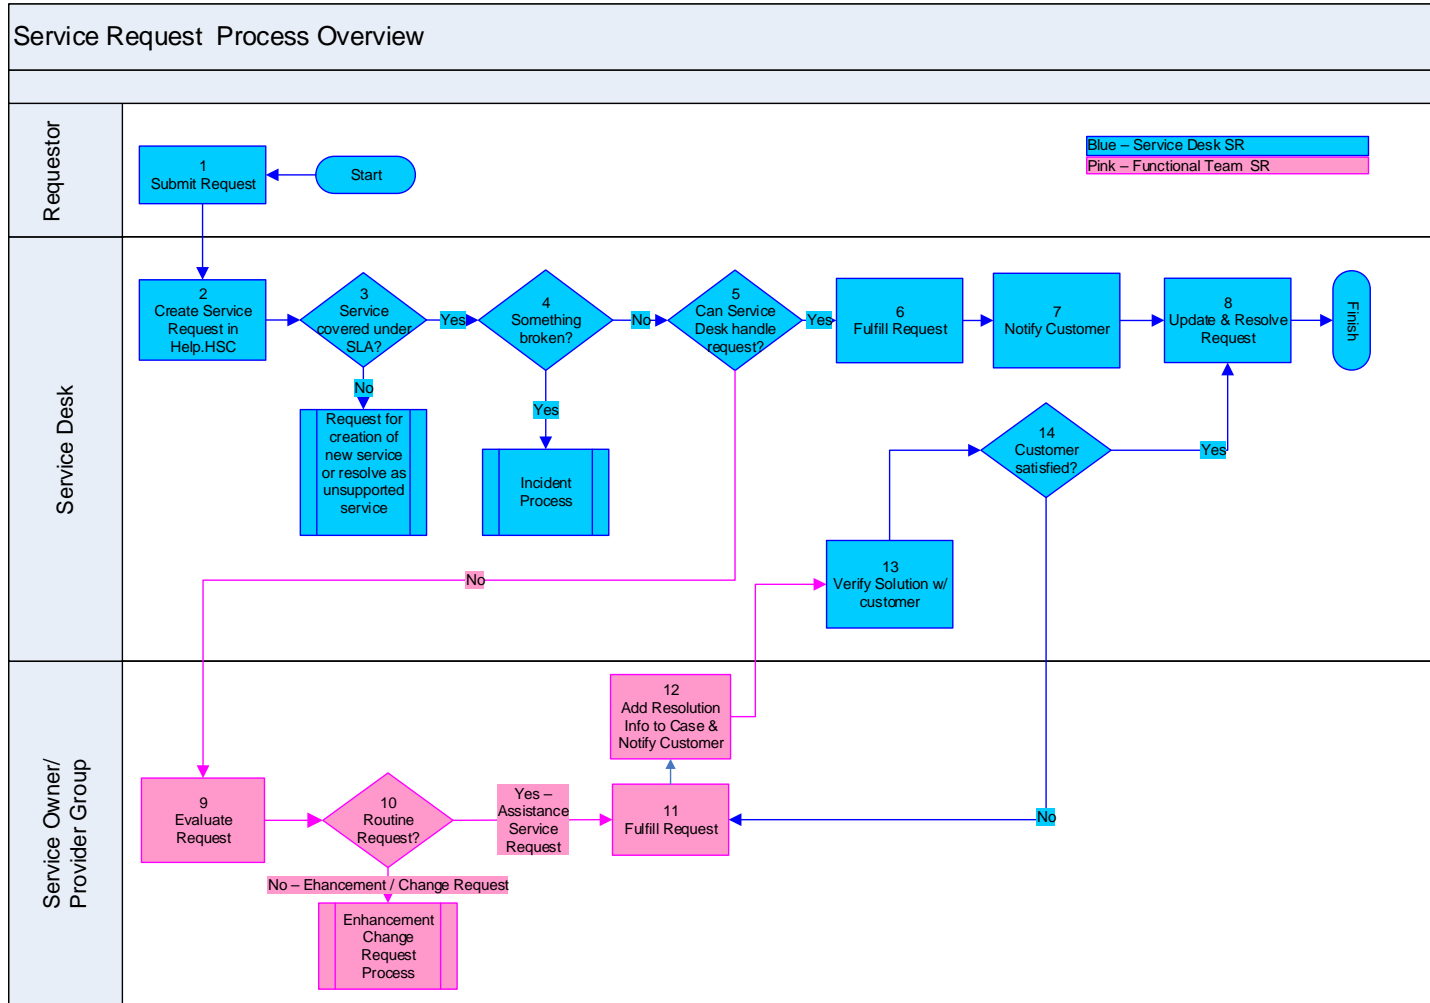 Service Request  Process Overview
Requestor
1
Submit Request
Start
Blue – Service Desk SR
Pink – Functional Team  SR
Service Desk
2
Create Service
Request in
Help.HSC
3
Service
covered under
SLA?
Yes
No
Request for
creation of
new service
or resolve as
unsupported
service
4
Something
broken?
No
Yes
Incident
Process
5
Can Service
Desk handle
request?
Yes
No
6
Fulfill Request
7
Notify Customer
8
Update & Resolve
Request
Finish
14
Customer
satisfied?
Yes
No
13
Verify Solution w/
customer
Service Owner/
Provider Group
9
Evaluate
Request
10
Routine
Request?
Yes –
Assistance
Service
Request
No – Ehancement / Change Request
Enhancement
Change
Request
Process
11
Fulfill Request
12
Add Resolution
Info to Case &
Notify Customer